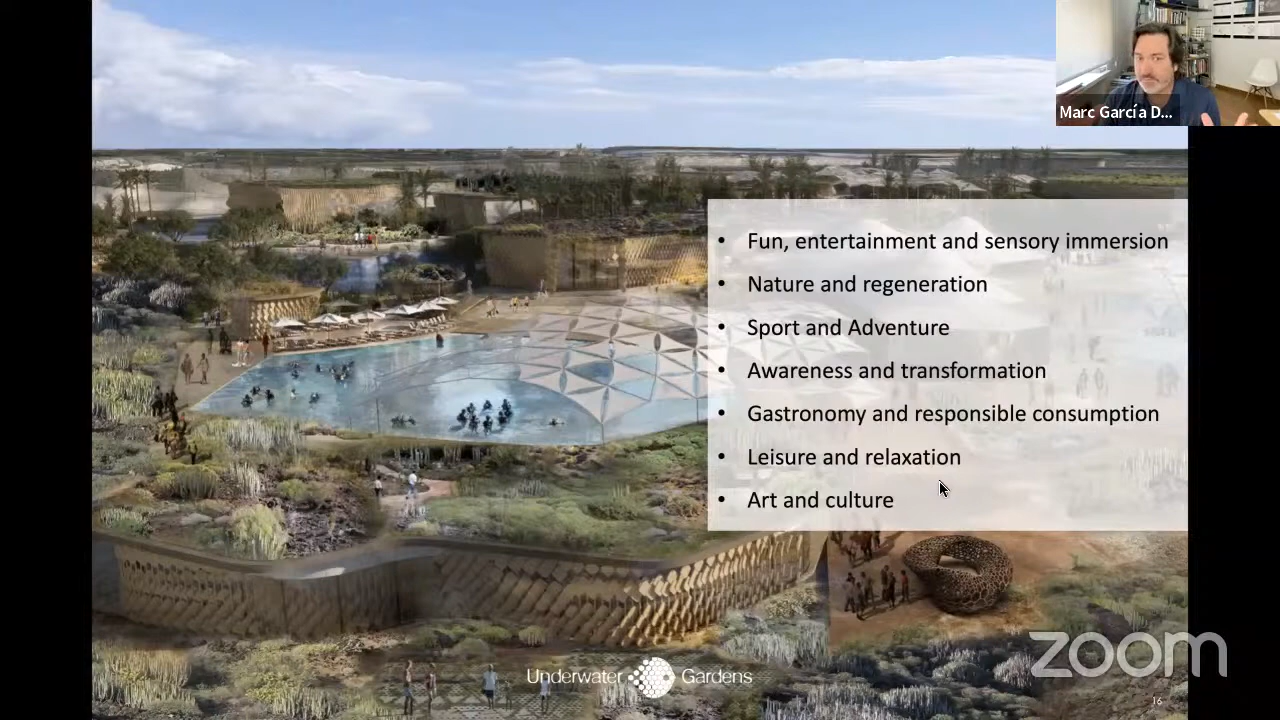 Marc García D...
• Fun, entertainment and sensory immersion
• Nature and regeneration
• Sport and Adventure
• Awareness and transformation
• Gastronomy and responsible consumption
• Leisure and relaxation
• Art and culture
zoom
Underwater Gardens
16